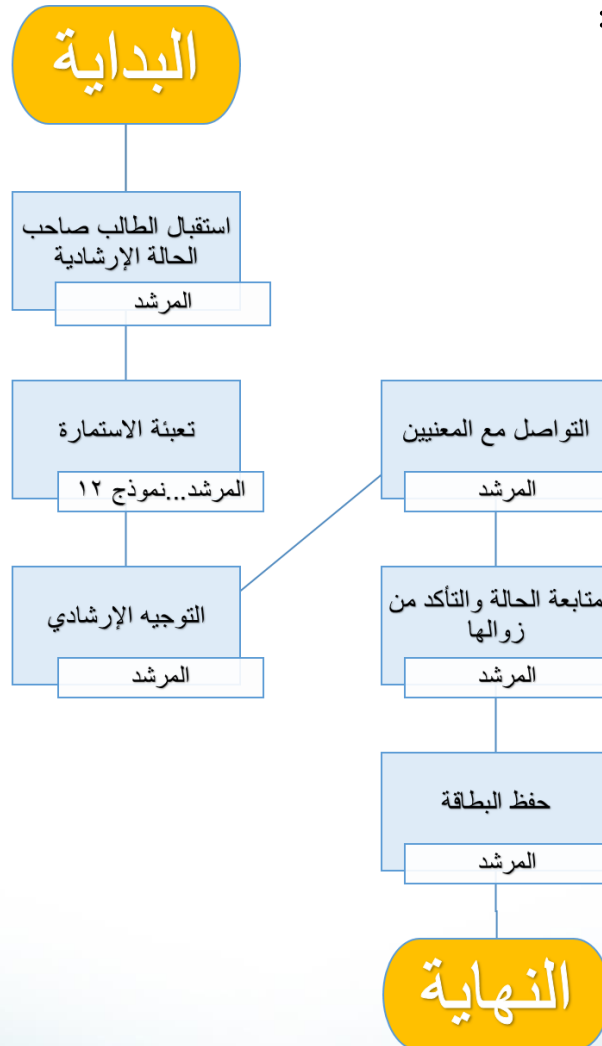 :
البداية
استقبال الطالب صاحب
الحالة الإرشادية
المرشد
تعبئة الاستمارة
المرشد...نموذج ١٢
التوجيه الإرشادي
المرشد
التواصل مع المعنيين
المرشد
متابعة الحالة والتأكد من
زوالها
المرشد
حفظ البطاقة
المرشد
النهاية